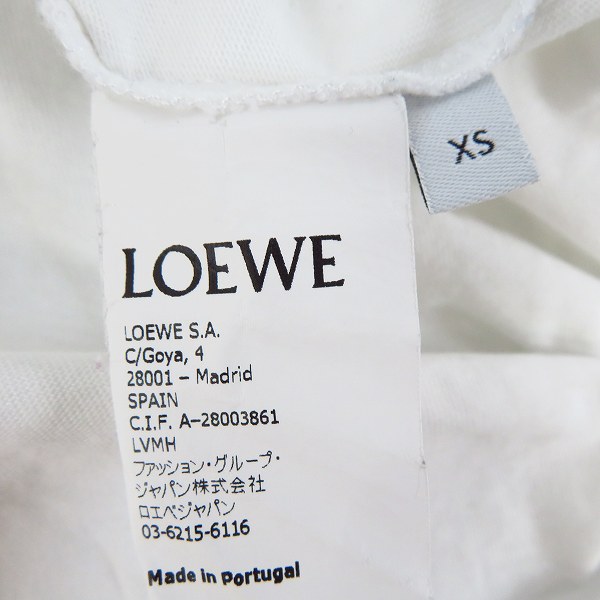 XS
LOEWE
LOEWE S.A.
C/Goya, 4
28001 – Madrid
SPAIN
C.I.F. A–28003861
LVMH
ファッション・グループ・
ジャパン株式会社
ロエベジャパン
03-6215-6116
Made in Portugal